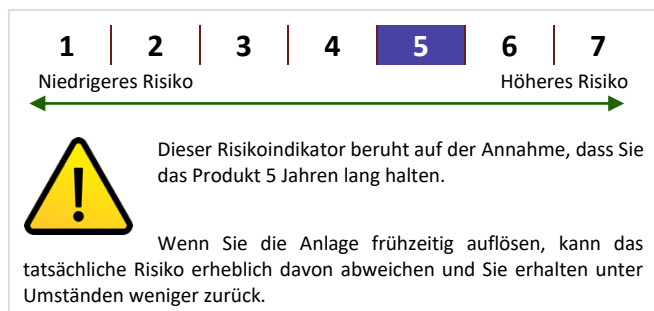 1 2 3 4 5 6 7
Niedrigeres Risiko Höheres Risiko
Dieser Risikoindikator beruht auf der Annahme, dass Sie
das Produkt 5 Jahren lang halten.
Wenn Sie die Anlage frühzeitig auflösen, kann das
tatsächliche Risiko erheblich davon abweichen und Sie erhalten unter
Umständen weniger zurück.